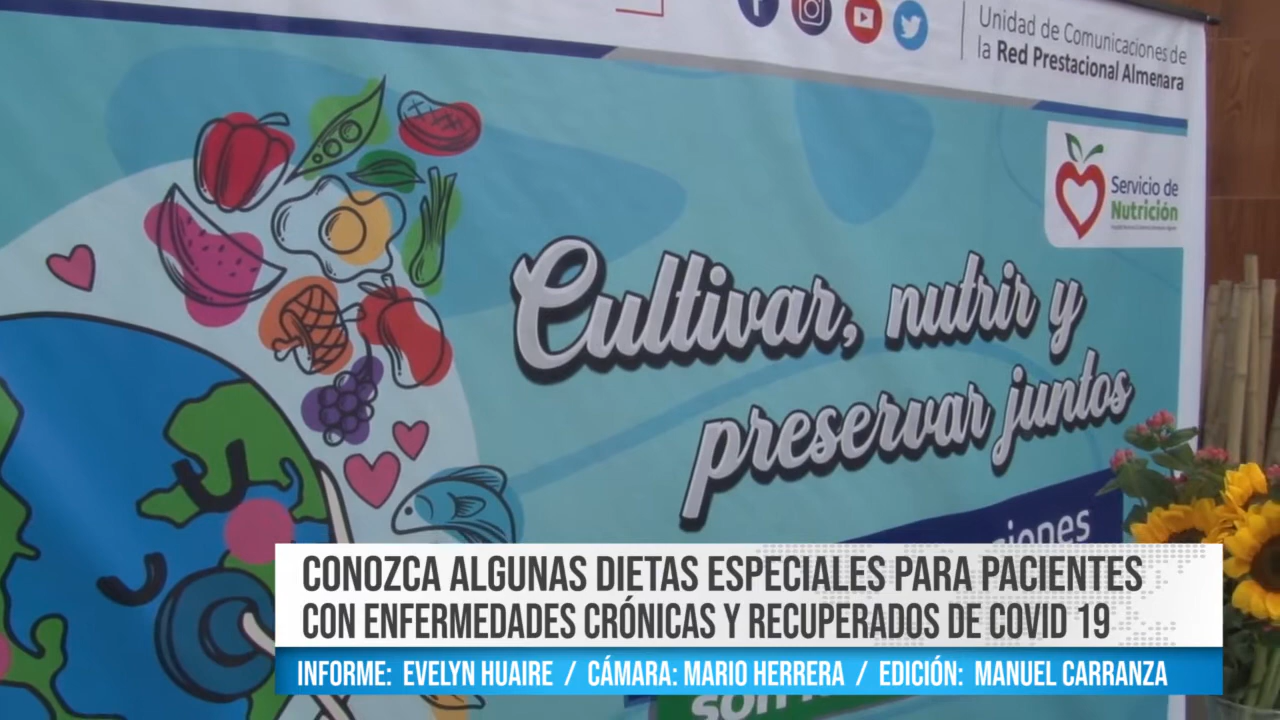 Unidad de Comunicaciones de
la Red Prestacional Almenara
Servicio de
Nutrición
Cultivar, nutrir y
preservar juntos
CONOZCA ALGUNAS DIETAS ESPECIALES PARA PACIENTES
CON ENFERMEDADES CRÓNICAS Y RECUPERADOS DE COVID 19
INFORME: EVELYN HUAIRE / CÁMARA: MARIO HERRERA / EDICIÓN: MANUEL CARRANZA